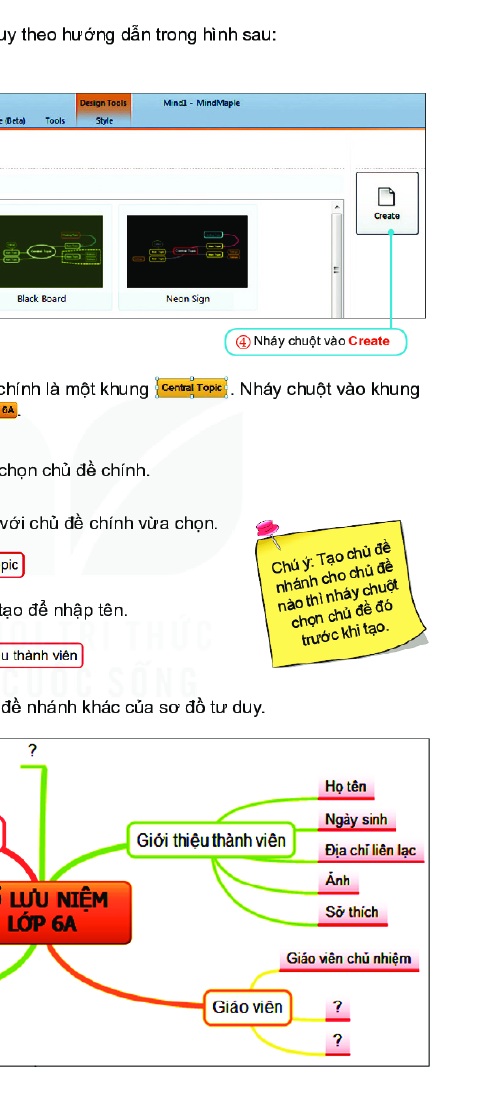 uy theo hướng dẫn trong hình sau:
Design Tools
Mind1 - MindMaple
e (Beta) Tools Style
Create
Black Board
Neon Sign
④ Nháy chuột vào Create
chính là một khung Central Topic . Nháy chuột vào khung
6A.
chọn chủ đề chính.
với chủ đề chính vừa chọn.
pic
Chú ý: Tạo chủ đề
nhánh cho chủ đề
nào thì nháy chuột
chọn chủ đề đó
trước khi tạo.
tạo để nhập tên.
u thành viên
đề nhánh khác của sơ đồ tư duy.
?
Họ tên
Ngày sinh
Giới thiệu thành viên
Địa chỉ liên lạc
Ảnh
Sở thích
LƯU NIỆM
LỚP 6A
Giáo viên chủ nhiệm
Giáo viên
?
?